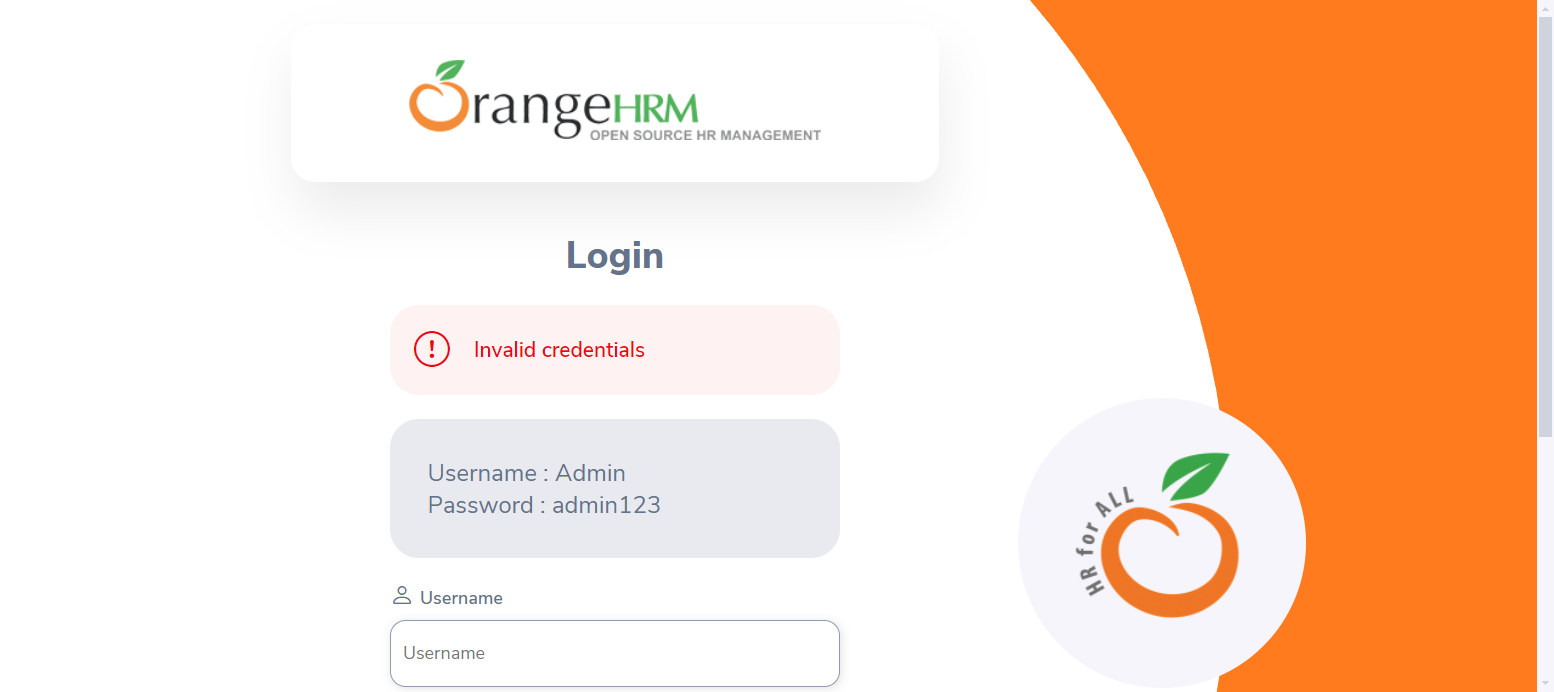 OrangeHRM
OPEN SOURCE HR MANAGEMENT
Login
! Invalid credentials
Username : Admin
Password : admin123
Username
Username
HR for ALL